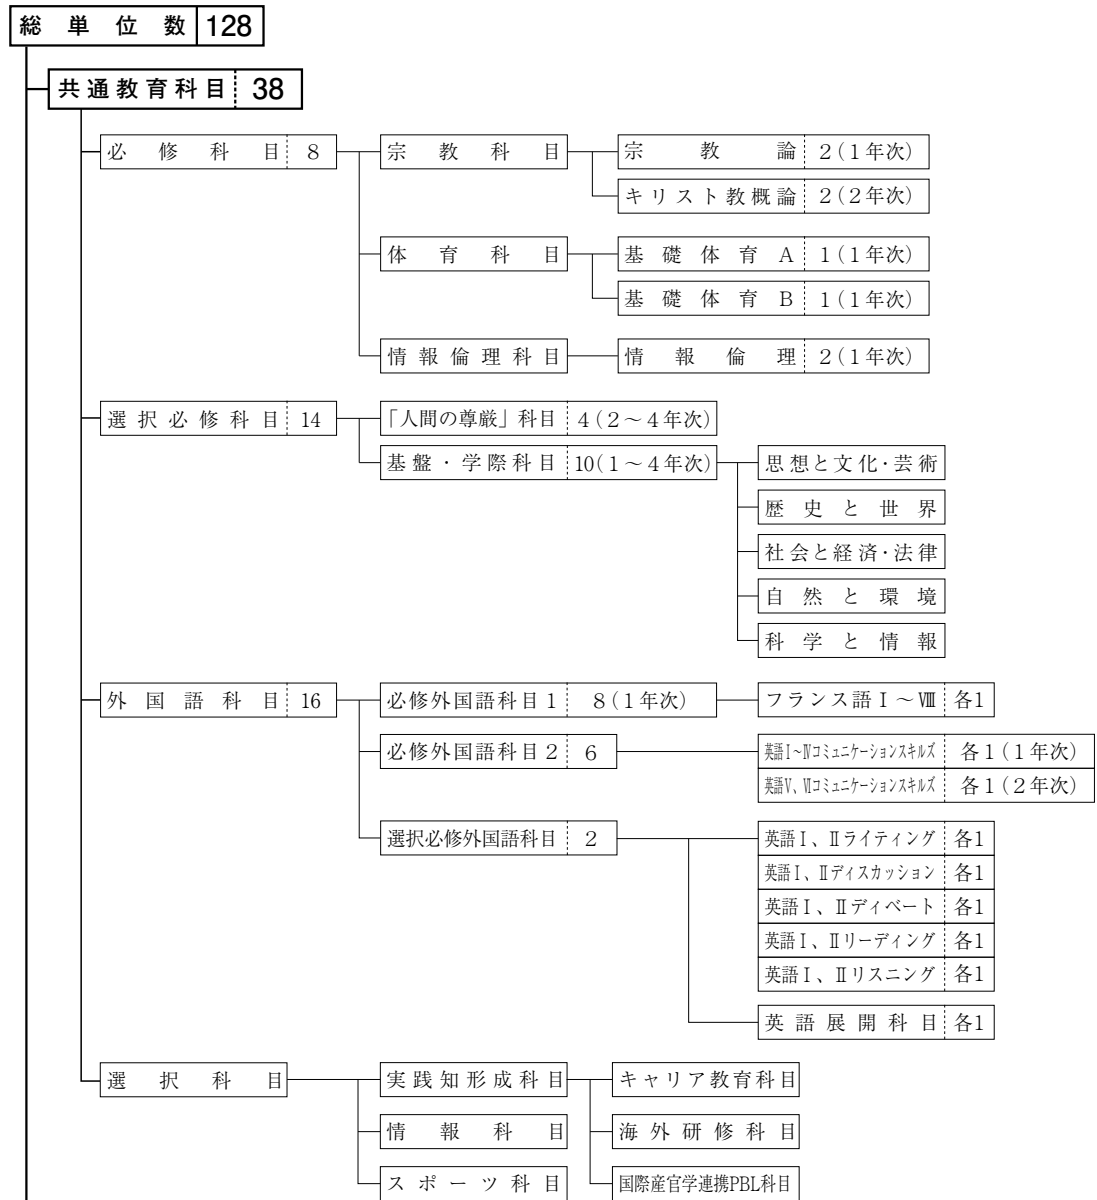 総単位数 128
共通教育科目 38
必修科目 8 宗教科目 宗教論 2(1年次)
キリスト教概論 2(2年次)
体育科目 基礎体育A 1(1年次)
基礎体育B 1(1年次)
情報倫理科目 情報倫理 2(1年次)
選択必修科目 14 「人間の尊厳」科目 4(2～4年次)
基盤・学際科目 10(1～4年次) 思想と文化・芸術
歴史と世界
社会と経済・法律
自然と環境
科学と情報
外国語科目 16 必修外国語科目1 8(1年次) フランス語Ⅰ～Ⅷ 各1
必修外国語科目2 6 英語Ⅰ~Ⅳコミュニケーションスキルズ 各1(1年次)
英語Ⅴ、Ⅵコミュニケーションスキルズ 各1(2年次)
選択必修外国語科目 2 英語Ⅰ、Ⅱライティング 各1
英語Ⅰ、Ⅱディスカッション 各1
英語Ⅰ、Ⅱディベート 各1
英語Ⅰ、Ⅱリーディング 各1
英語Ⅰ、Ⅱリスニング 各1
英語展開科目 各1
選択科目 実践知形成科目 キャリア教育科目
情報科目 海外研修科目
スポーツ科目 国際産官学連携PBL科目